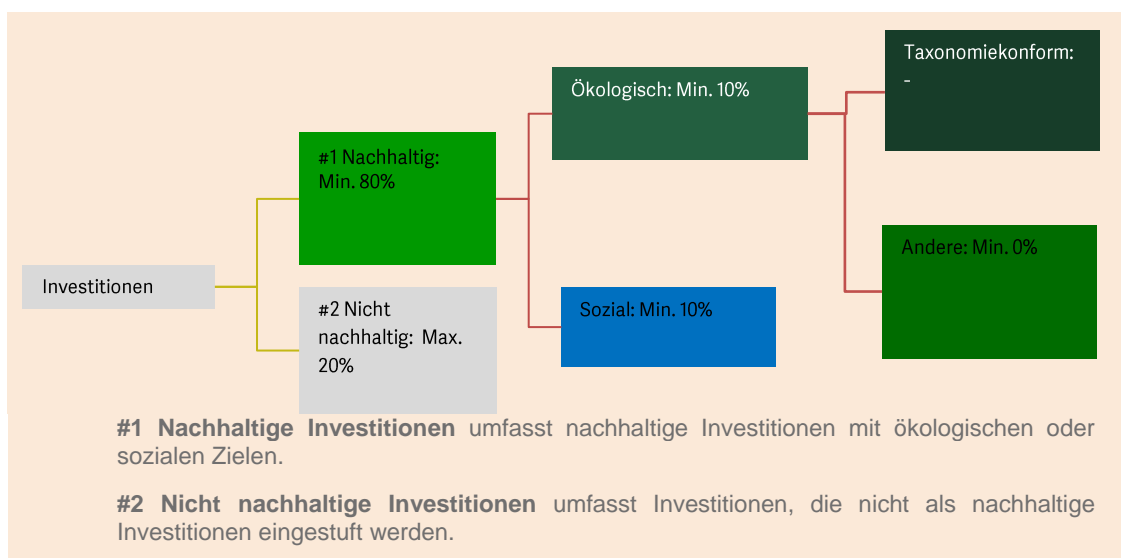 Taxonomiekonform:
-
Ökologisch: Min. 10%
#1 Nachhaltig:
Min. 80%
Andere: Min. 0%
Investitionen
#2 Nicht
nachhaltig:  Max.
20%
Sozial: Min. 10%
#1 Nachhaltige Investitionen umfasst nachhaltige Investitionen mit ökologischen oder
sozialen Zielen.
#2 Nicht nachhaltige Investitionen umfasst Investitionen, die nicht als nachhaltige
Investitionen eingestuft werden.